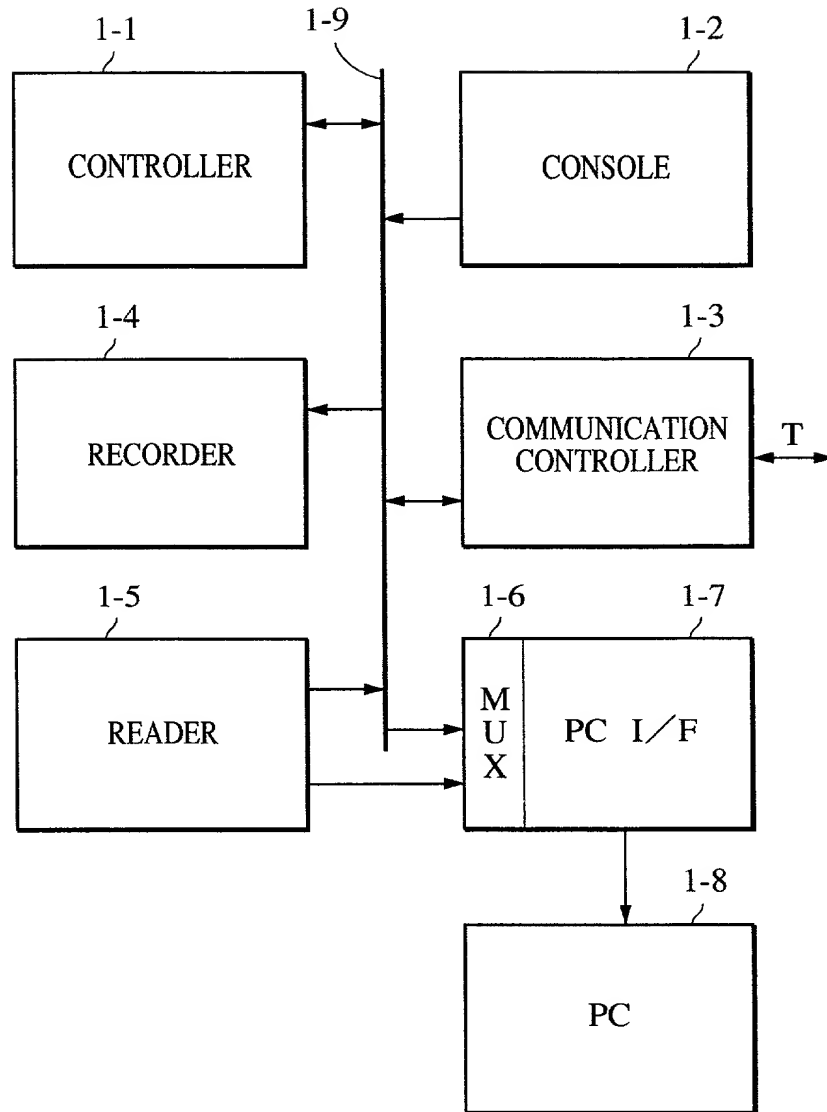 1-1
1-9
1-2
CONTROLLER
CONSOLE
1-4
1-3
RECORDER
COMMUNICATION
CONTROLLER
T
1-5
1-6
1-7
READER
MUX
PC I/F
1-8
PC